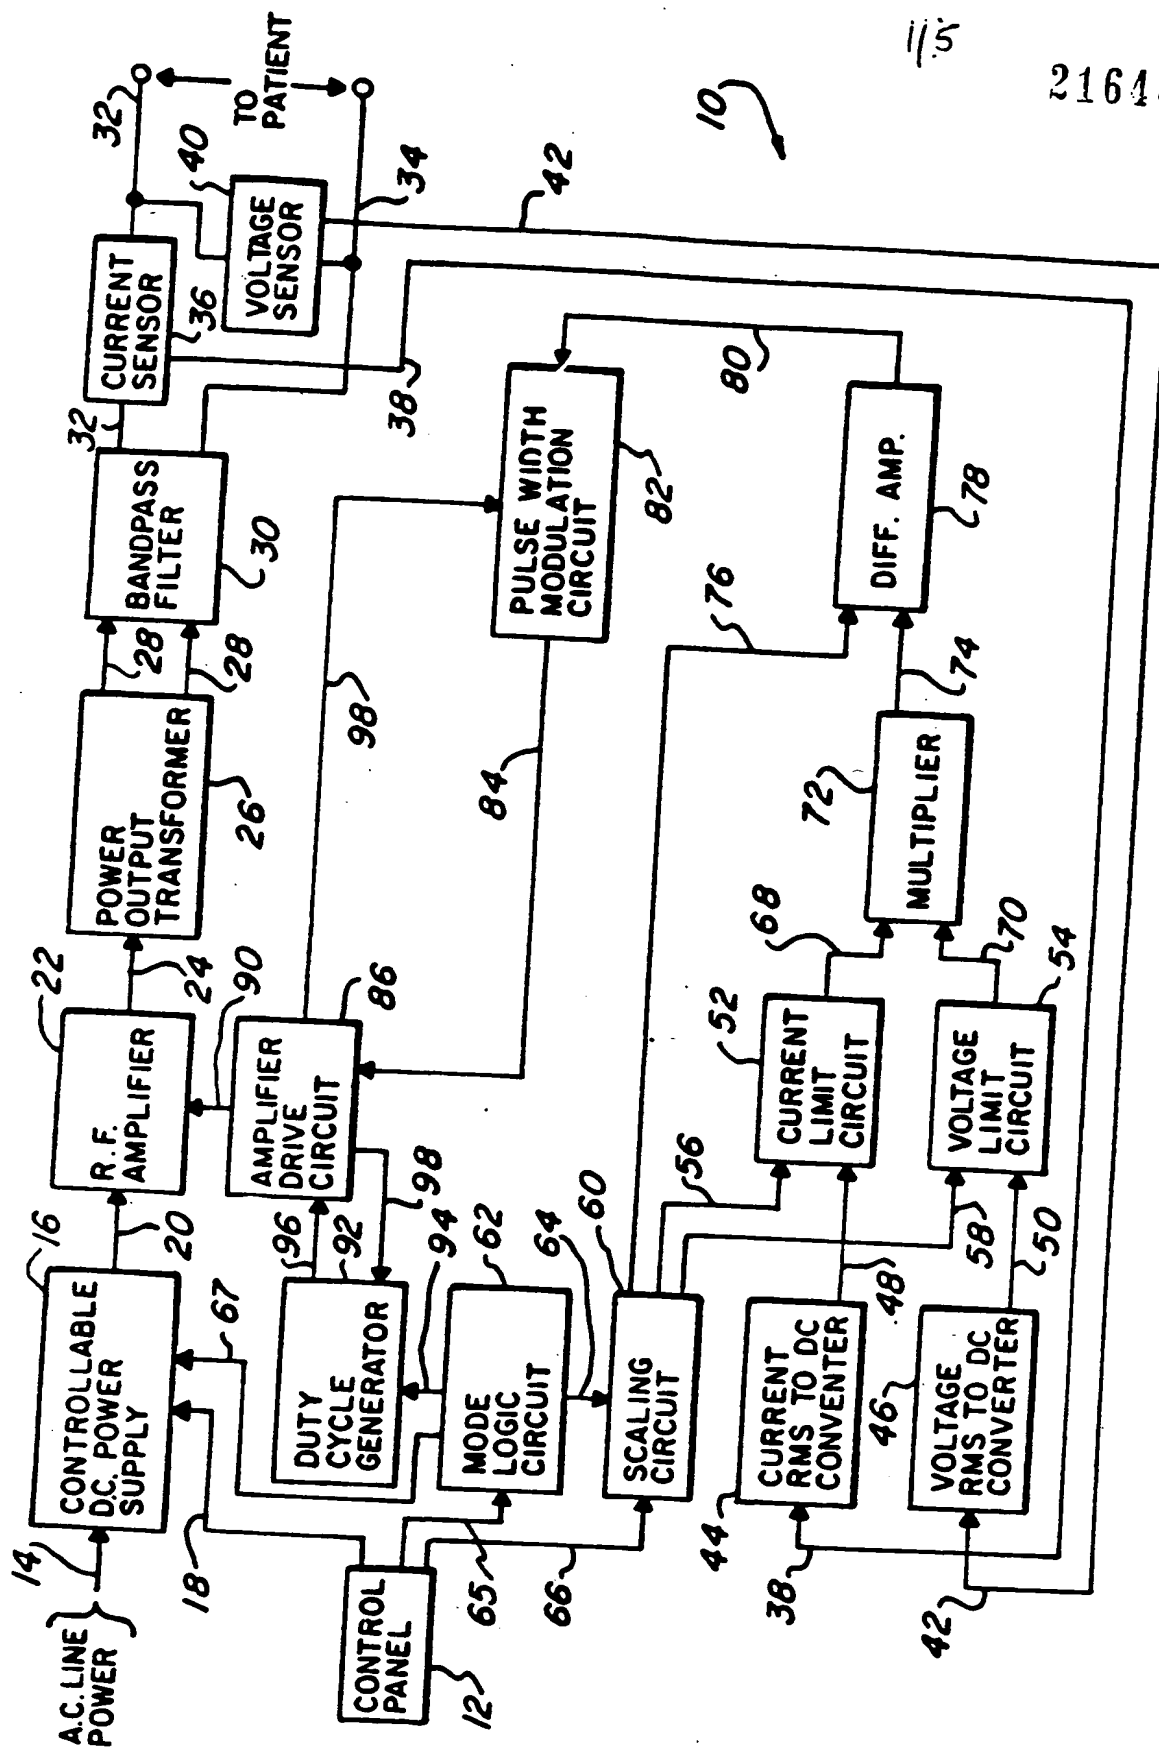 1/5
2164
10
A.C. LINE
POWER
14
CONTROLLABLE
D.C. POWER
SUPPLY
16
18
20
67
R.F.
AMPLIFIER
22
24
90
POWER
OUTPUT
TRANSFORMER
26
28
28
BANDPASS
FILTER
30
32
CURRENT
SENSOR
36
32
TO
PATIENT
40
VOLTAGE
SENSOR
34
38
42
CONTROL
PANEL
12
65
66
DUTY
CYCLE
GENERATOR
92
96
94
98
AMPLIFIER
DRIVE
CIRCUIT
86
98
84
PULSE WIDTH
MODULATION
CIRCUIT
82
80
MODE
LOGIC
CIRCUIT
62
64
SCALING
CIRCUIT
60
56
58
76
CURRENT
RMS TO DC
CONVENTER
44
38
48
VOLTAGE
RMS TO DC
CONVERTER
46
42
50
CURRENT
LIMIT
CIRCUIT
52
68
VOLTAGE
LIMIT
CIRCUIT
54
70
MULTIPLIER
72
74
DIFF. AMP.
78